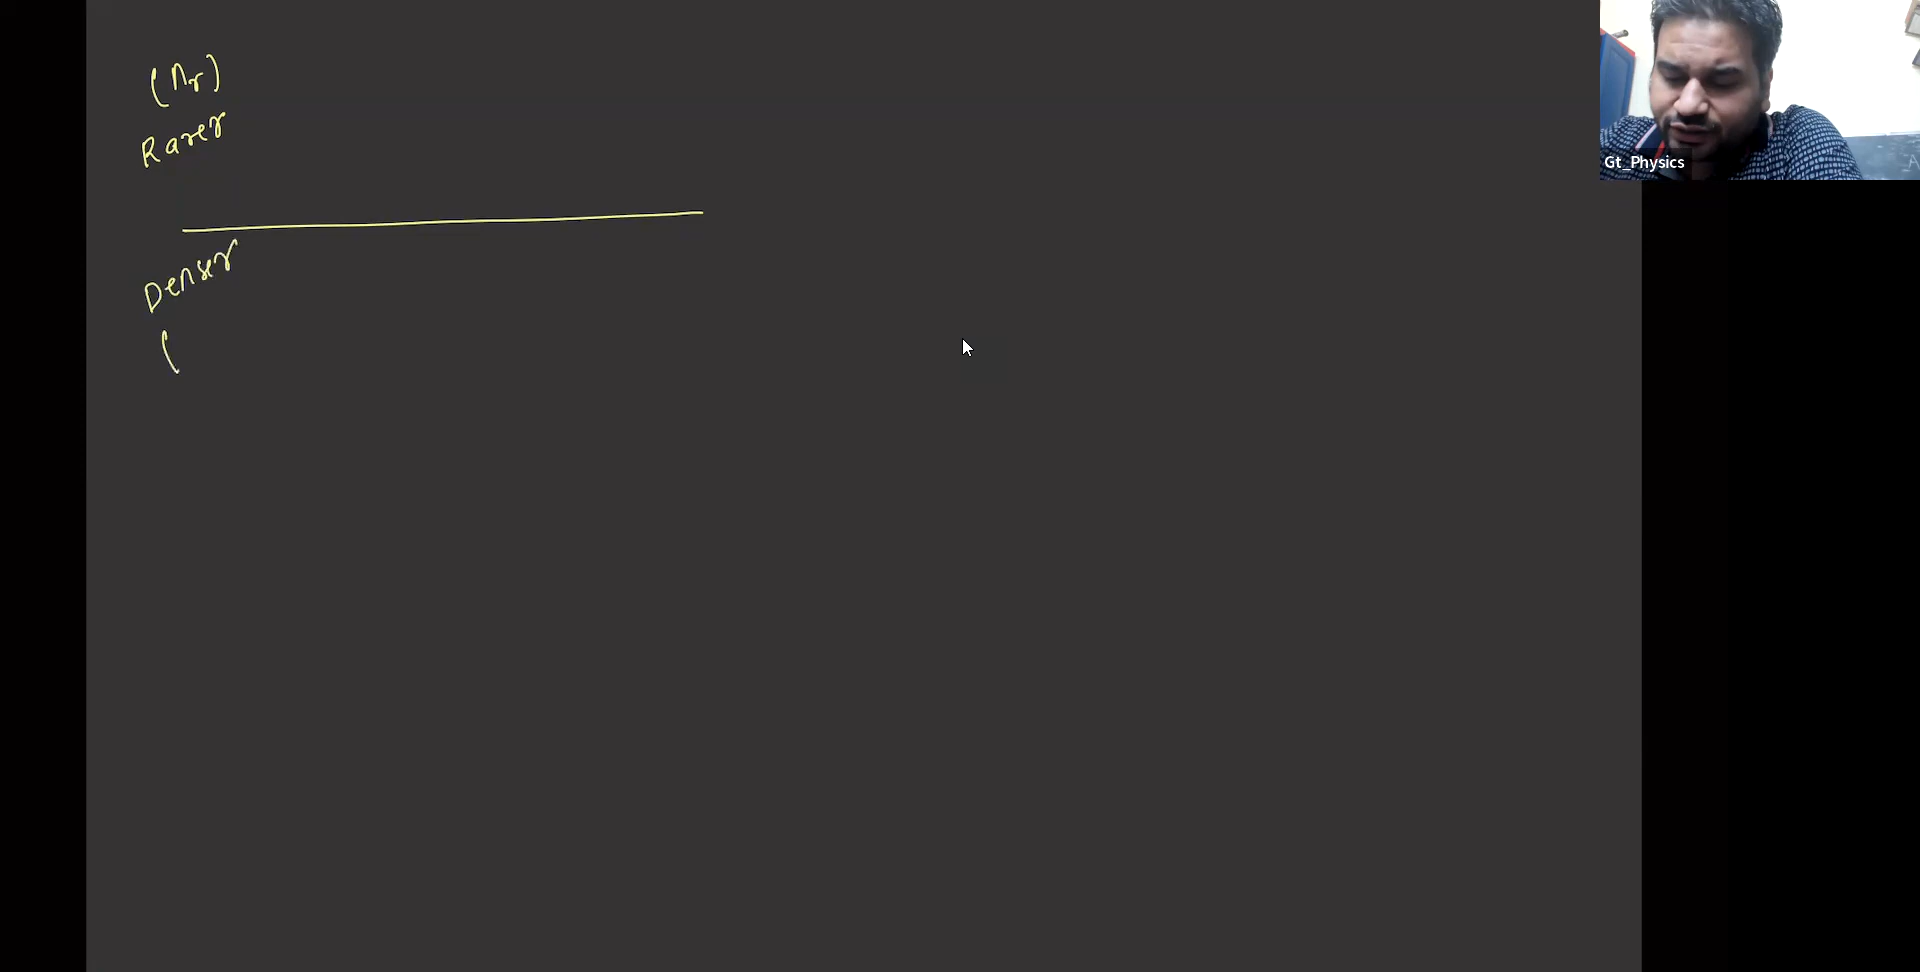 (nr)
Rarer
Denser
(
Gt_Physics